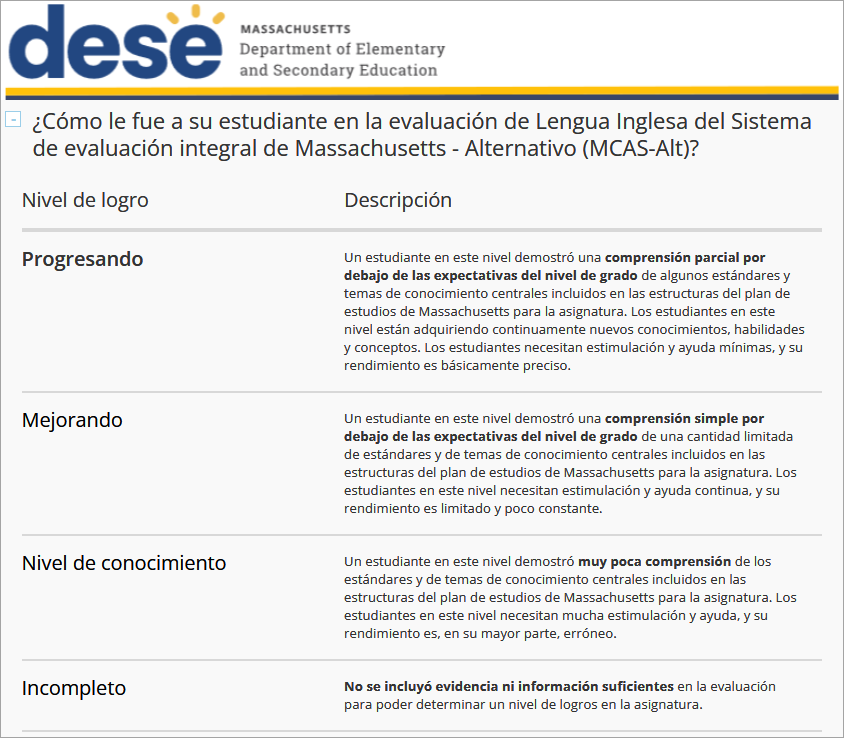 dese
MASSACHUSETTS
Department of Elementary
and Secondary Education
- ¿Cómo le fue a su estudiante en la evaluación de Lengua Inglesa del Sistema
de evaluación integral de Massachusetts - Alternativo (MCAS-Alt)?
Nivel de logro Descripción
Progresando
Un estudiante en este nivel demostró una comprensión parcial por
debajo de las expectativas del nivel de grado de algunos estándares y
temas de conocimiento centrales incluidos en las estructuras del plan de
estudios de Massachusetts para la asignatura. Los estudiantes en este
nivel están adquiriendo continuamente nuevos conocimientos, habilidades
y conceptos. Los estudiantes necesitan estimulación y ayuda mínimas, y su
rendimiento es básicamente preciso.
Mejorando
Un estudiante en este nivel demostró una comprensión simple por
debajo de las expectativas del nivel de grado de una cantidad limitada
de estándares y de temas de conocimiento centrales incluidos en las
estructuras del plan de estudios de Massachusetts para la asignatura. Los
estudiantes en este nivel necesitan estimulación y ayuda continua, y su
rendimiento es limitado y poco constante.
Nivel de conocimiento
Un estudiante en este nivel demostró muy poca comprensión de los
estándares y de temas de conocimiento centrales incluidos en las
estructuras del plan de estudios de Massachusetts para la asignatura. Los
estudiantes en este nivel necesitan mucha estimulación y ayuda, y su
rendimiento es, en su mayor parte, erróneo.
Incompleto
No se incluyó evidencia ni información suficientes en la evaluación
para poder determinar un nivel de logros en la asignatura.